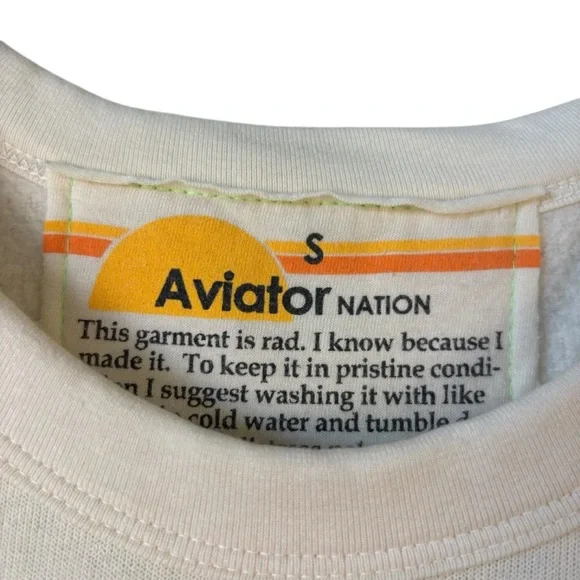 S
Aviator NATION
This garment is rad. I know because I
made it. To keep it in pristine condi-
I suggest washing it with like
cold water and tumble